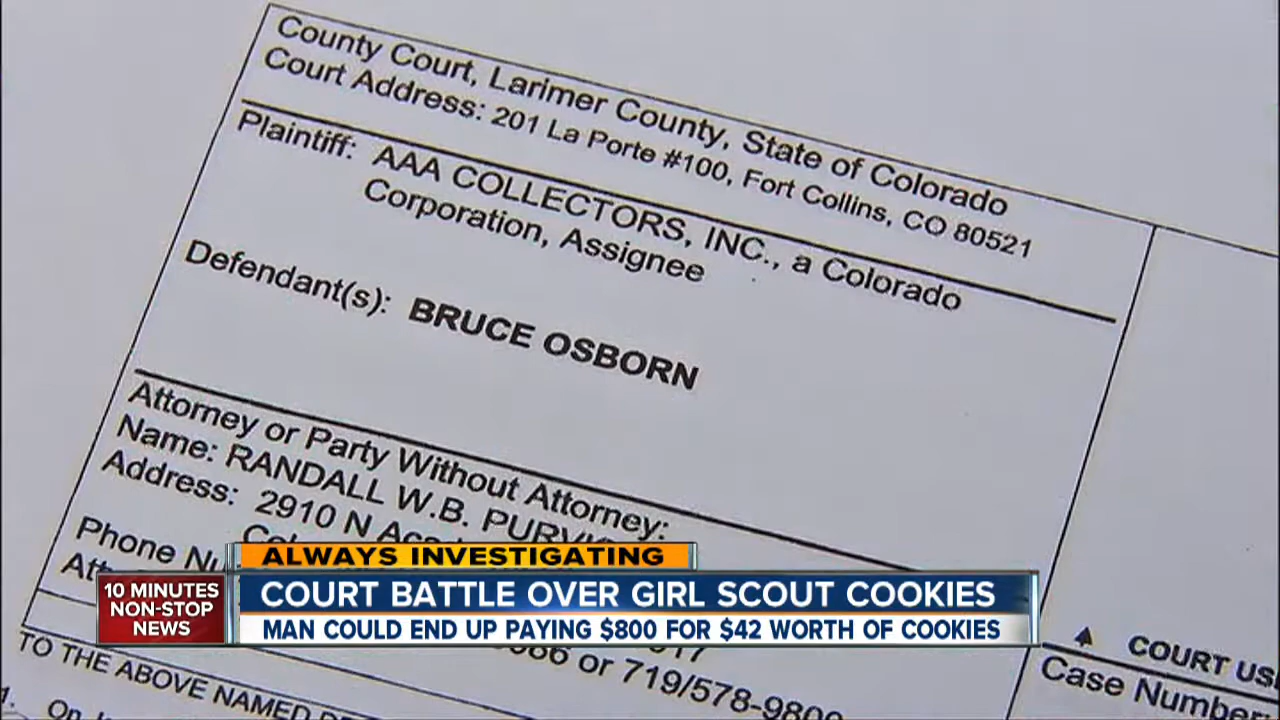 County Court, Larimer County, State of Colorado
Court Address: 201 La Porte #100, Fort Collins, CO 80521
Plaintiff: AAA COLLECTORS, INC., a Colorado
Corporation, Assignee
Defendant(s): BRUCE OSBORN
Attorney or Party Without Attorney:
Name: RANDALL W.B.
Address: 2910 N
Phone
or 719/578-9800
COURT
Case Number:
TO THE ABOVE NAMED
1. On
ALWAYS INVESTIGATING
10 MINUTES
NON-STOP
NEWS
COURT BATTLE OVER GIRL SCOUT COOKIES
MAN COULD END UP PAYING $800 FOR $42 WORTH OF COOKIES